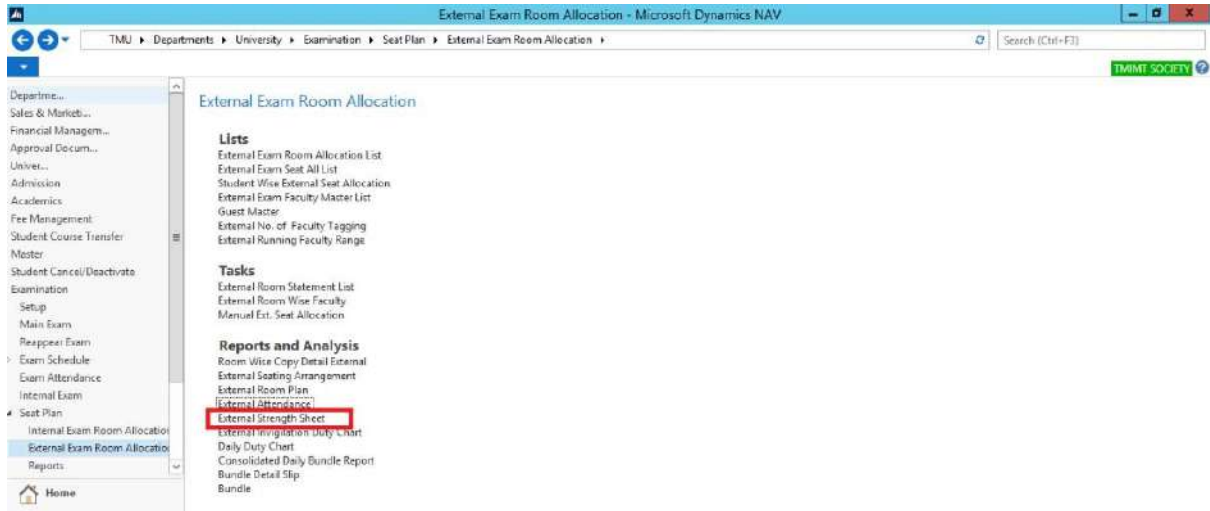 External Exam Room Allocation - Microsoft Dynamics NAV
TMU ▸ Departments ▸ University ▸ Examination ▸ Seat Plan ▸ External Exam Room Allocation ▸
Search (Ctrl+F3)
TMIMT SOCIETY
Departme...
Sales & Marketi...
Financial Managem...
Approval Docum...
Univer...
Admission
Academics
Fee Management
Student Course Transfer
Master
Student Cancel/Deactivate
Examination
Setup
Main Exam
Reappear Exam
Exam Schedule
Exam Attendance
Internal Exam
Seat Plan
Internal Exam Room Allocatio
External Exam Room Allocatio
Reports
Home
External Exam Room Allocation
Lists
External Exam Room Allocation List
External Exam Seat All List
Student Wise External Seat Allocation
External Exam Faculty Master List
Guest Master
External No. of Faculty Tagging
External Running Faculty Range
Tasks
External Room Statement List
External Room Wise Faculty
Manual Ext. Seat Allocation
Reports and Analysis
Room Wise Copy Detail External
External Seating Arrangement
External Room Plan
External Attendance
External Strength Sheet
External Invigilation Duty Chart
Daily Duty Chart
Consolidated Daily Bundle Report
Bundle Detail Slip
Bundle